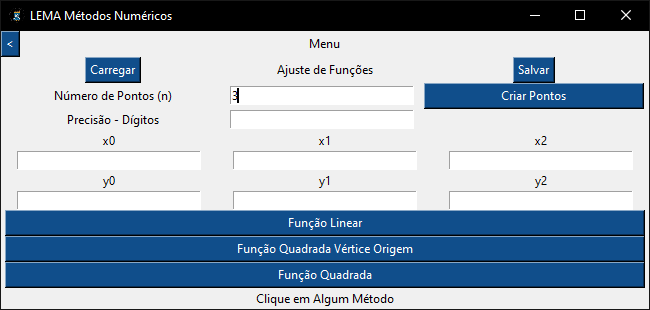 LEMA Métodos Numéricos
< Menu
Carregar Ajuste de Funções Salvar
Número de Pontos (n) 3 Criar Pontos
Precisão - Dígitos
x0 x1 x2
y0 y1 y2
Função Linear
Função Quadrada Vértice Origem
Função Quadrada
Clique em Algum Método